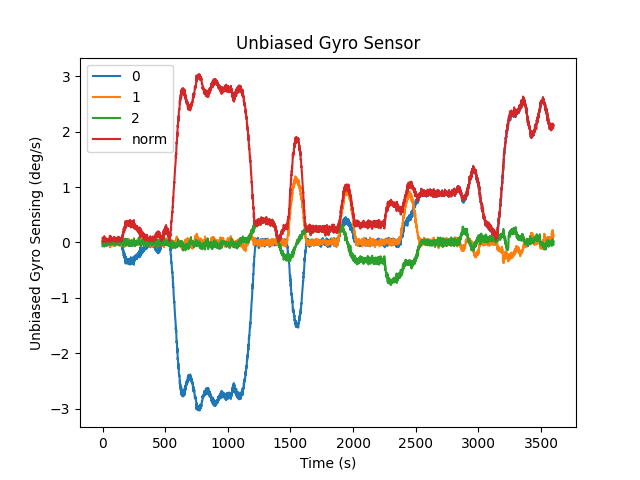 Unbiased Gyro Sensor
0
1
2
norm
Unbiased Gyro Sensing (deg/s)
3
2
1
0
−1
−2
−3
0 500 1000 1500 2000 2500 3000 3500
Time (s)